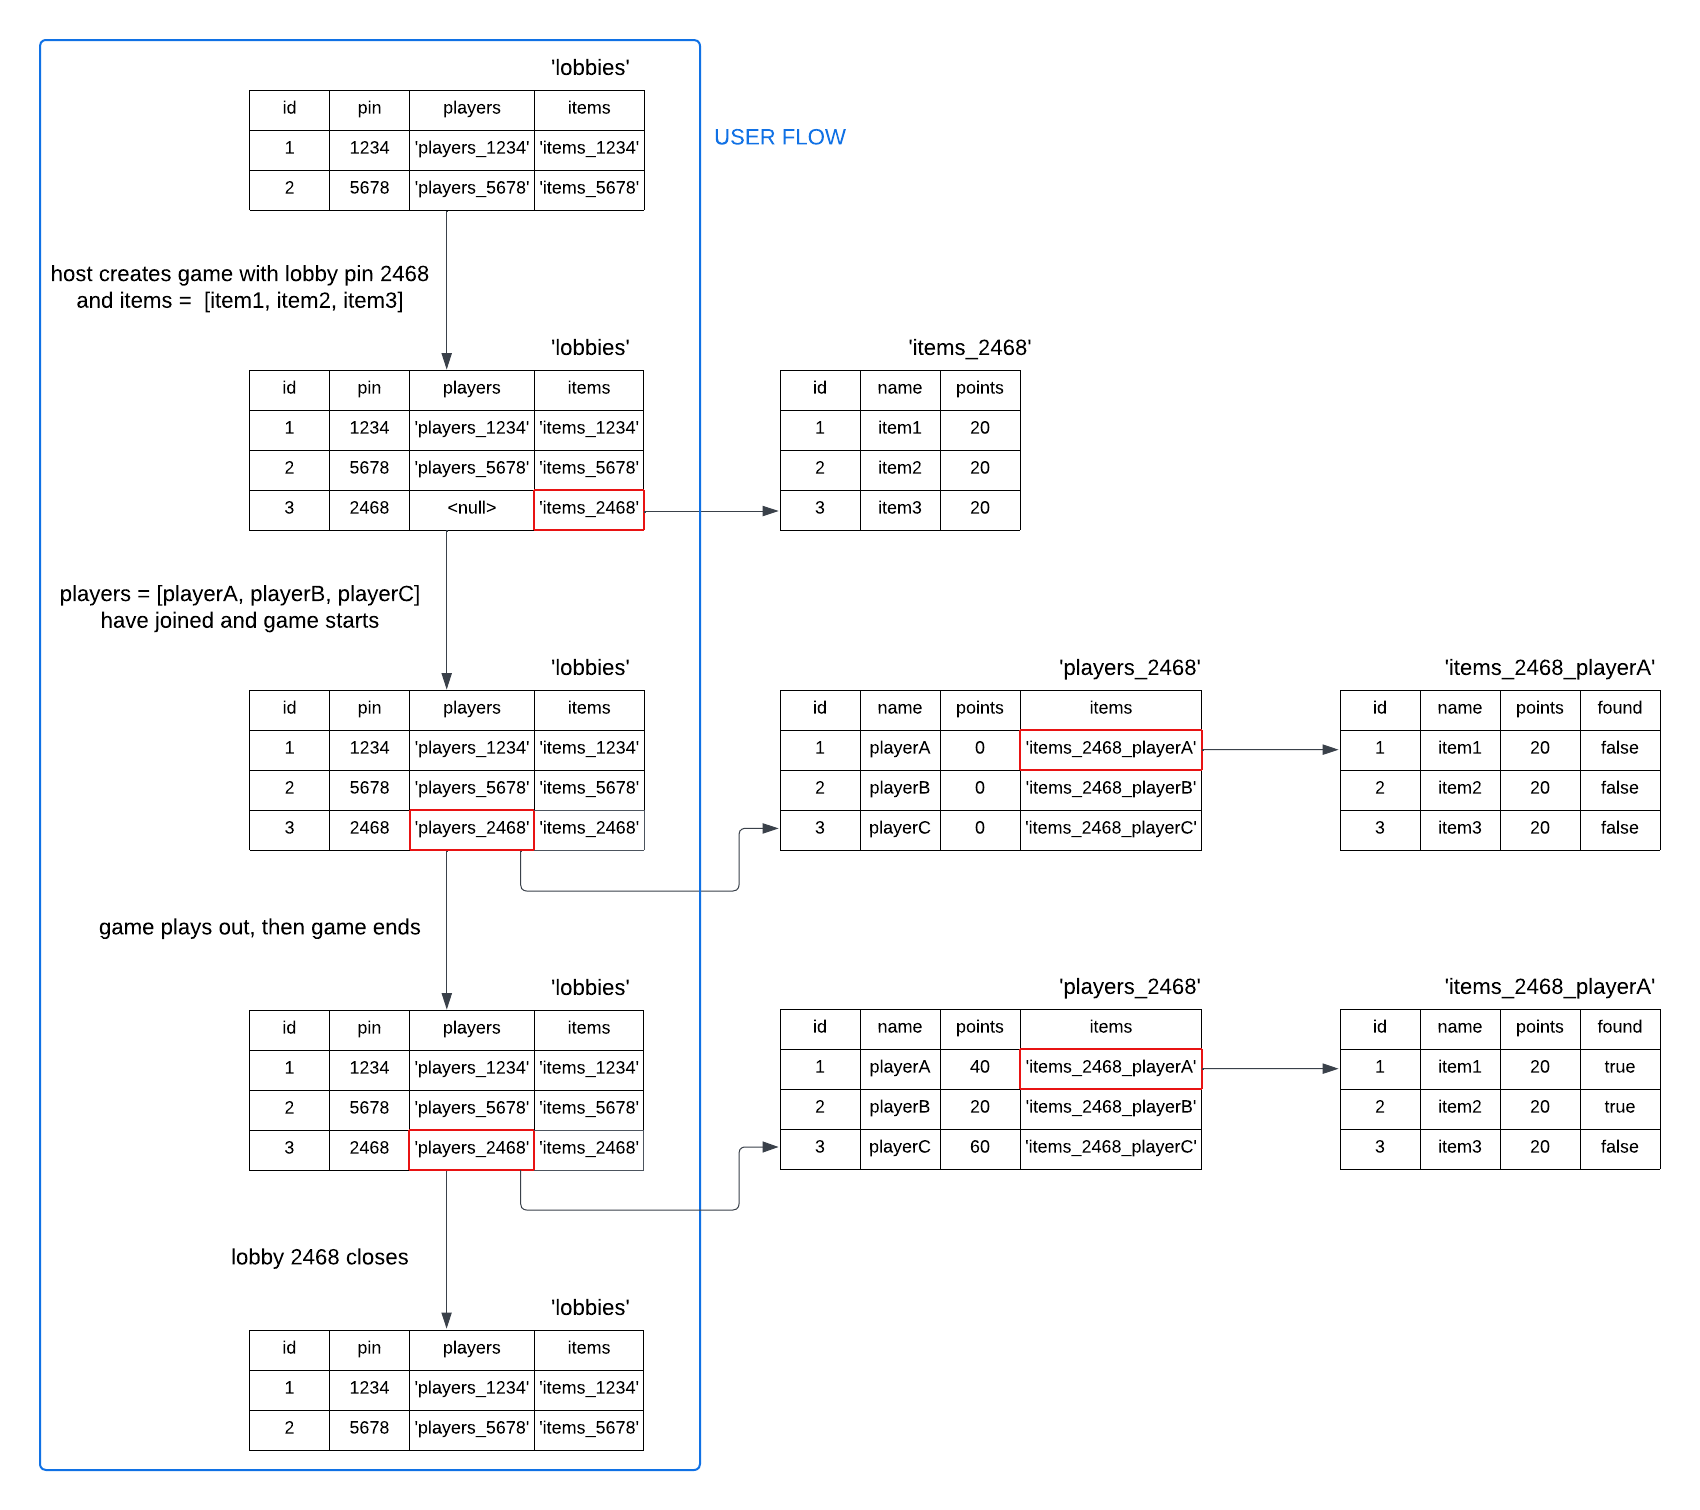 'lobbies'
id pin players items
1 1234 'players_1234' 'items_1234'
2 5678 'players_5678' 'items_5678'
USER FLOW
host creates game with lobby pin 2468
and items = [item1, item2, item3]
'lobbies'
id pin players items
1 1234 'players_1234' 'items_1234'
2 5678 'players_5678' 'items_5678'
3 2468 <null> 'items_2468'
'items_2468'
id name points
1 item1 20
2 item2 20
3 item3 20
players = [playerA, playerB, playerC]
have joined and game starts
'lobbies'
id pin players items
1 1234 'players_1234' 'items_1234'
2 5678 'players_5678' 'items_5678'
3 2468 'players_2468' 'items_2468'
'players_2468'
id name points items
1 playerA 0 'items_2468_playerA'
2 playerB 0 'items_2468_playerB'
3 playerC 0 'items_2468_playerC'
'items_2468_playerA'
id name points found
1 item1 20 false
2 item2 20 false
3 item3 20 false
game plays out, then game ends
'lobbies'
id pin players items
1 1234 'players_1234' 'items_1234'
2 5678 'players_5678' 'items_5678'
3 2468 'players_2468' 'items_2468'
'players_2468'
id name points items
1 playerA 40 'items_2468_playerA'
2 playerB 20 'items_2468_playerB'
3 playerC 60 'items_2468_playerC'
'items_2468_playerA'
id name points found
1 item1 20 true
2 item2 20 true
3 item3 20 false
lobby 2468 closes
'lobbies'
id pin players items
1 1234 'players_1234' 'items_1234'
2 5678 'players_5678' 'items_5678'